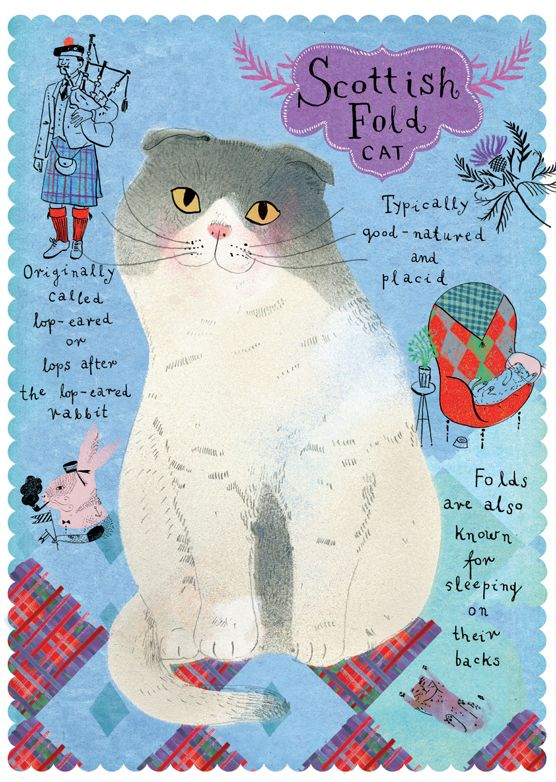 Scottish
Fold
CAT
Typically
good-natured
and
placid
Originally
called
lop-eared
or
lops after
the lop-eared
rabbit
Folds
are also
known
for
sleeping
on
their
backs